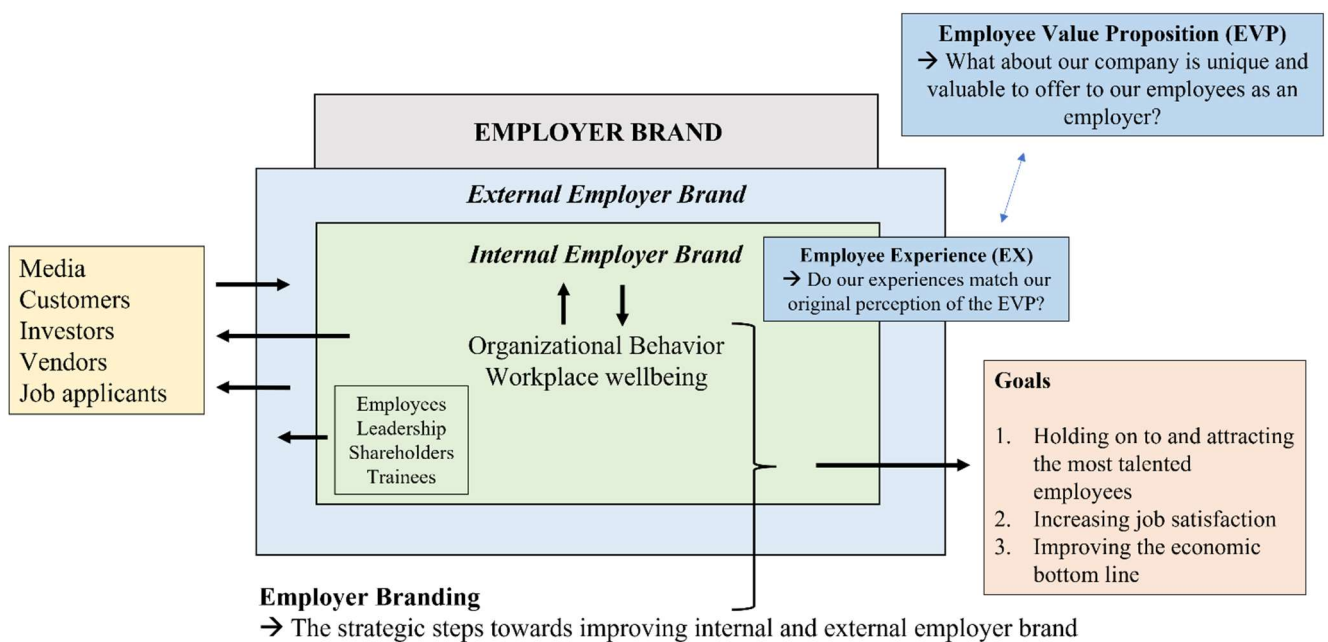 Employee Value Proposition (EVP)
→ What about our company is unique and
valuable to offer to our employees as an
employer?
EMPLOYER BRAND
External Employer Brand
Internal Employer Brand
Employee Experience (EX)
→ Do our experiences match our
original perception of the EVP?
Media
Customers
Investors
Vendors
Job applicants
Organizational Behavior
Workplace wellbeing
Employees
Leadership
Shareholders
Trainees
Goals
1. Holding on to and attracting
the most talented
employees
2. Increasing job satisfaction
3. Improving the economic
bottom line
Employer Branding
→ The strategic steps towards improving internal and external employer brand